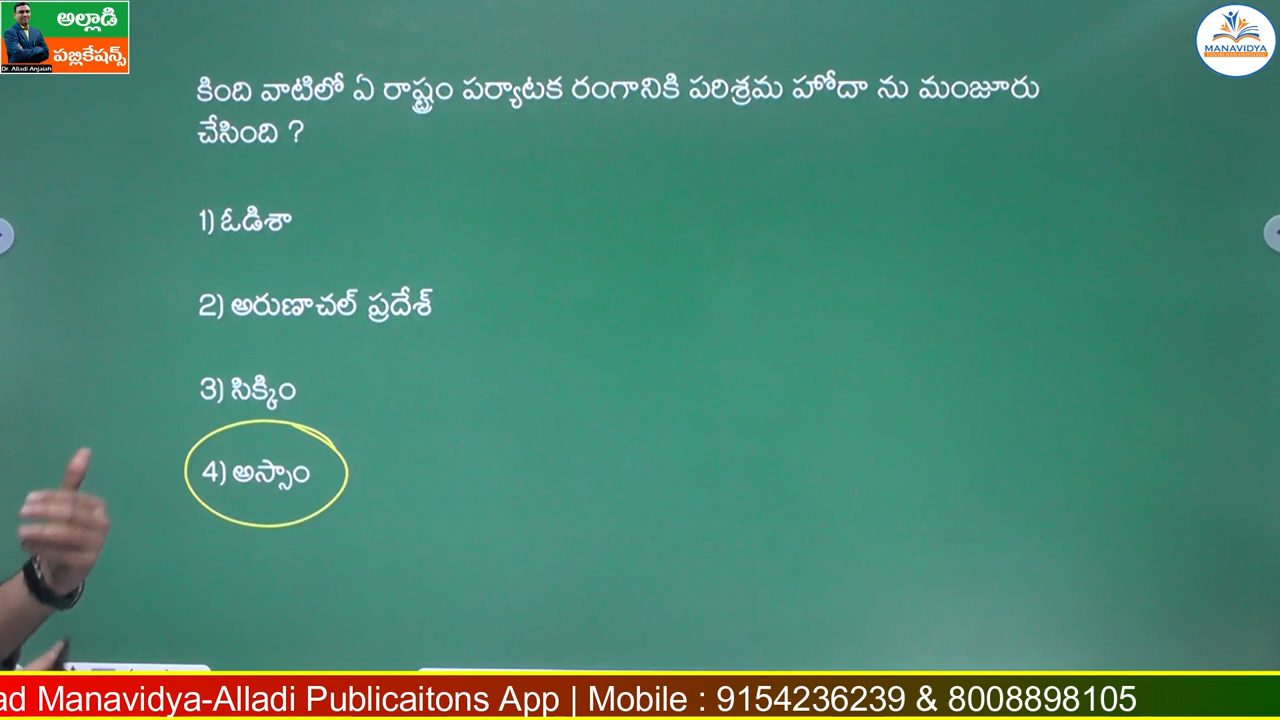 అల్లాడి
పబ్లికేషన్స్
Dr. Alladi Anjaiah
MANAVIDYA
కింది వాటిలో ఏ రాష్ట్రం పర్యాటక రంగానికి పరిశ్రమ హోదా ను మంజూరు
చేసింది ?
1) ఓడిశా
2) అరుణాచల్ ప్రదేశ్
3) సిక్కిం
4) అస్సాం
ad Manavidya-Alladi Publicaitons App | Mobile : 9154236239 & 8008898105